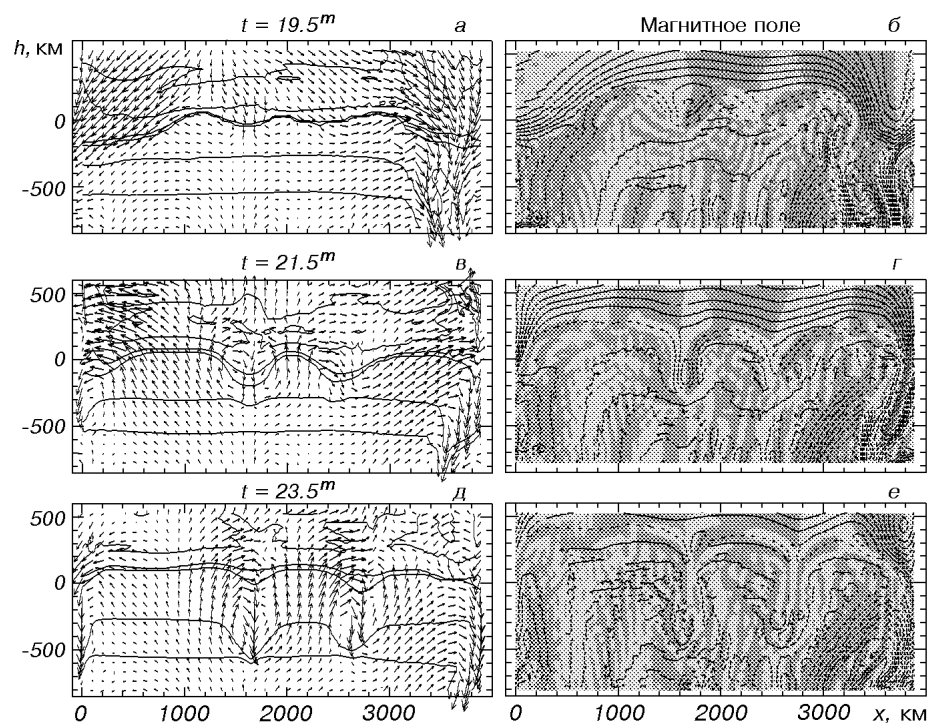 t = 19.5ᵐ а Магнитное поле б
h, км
0
-500
t = 21.5ᵐ в г
500
0
-500
t = 23.5ᵐ д е
500
0
-500
0 1000 2000 3000 0 1000 2000 3000 x, км